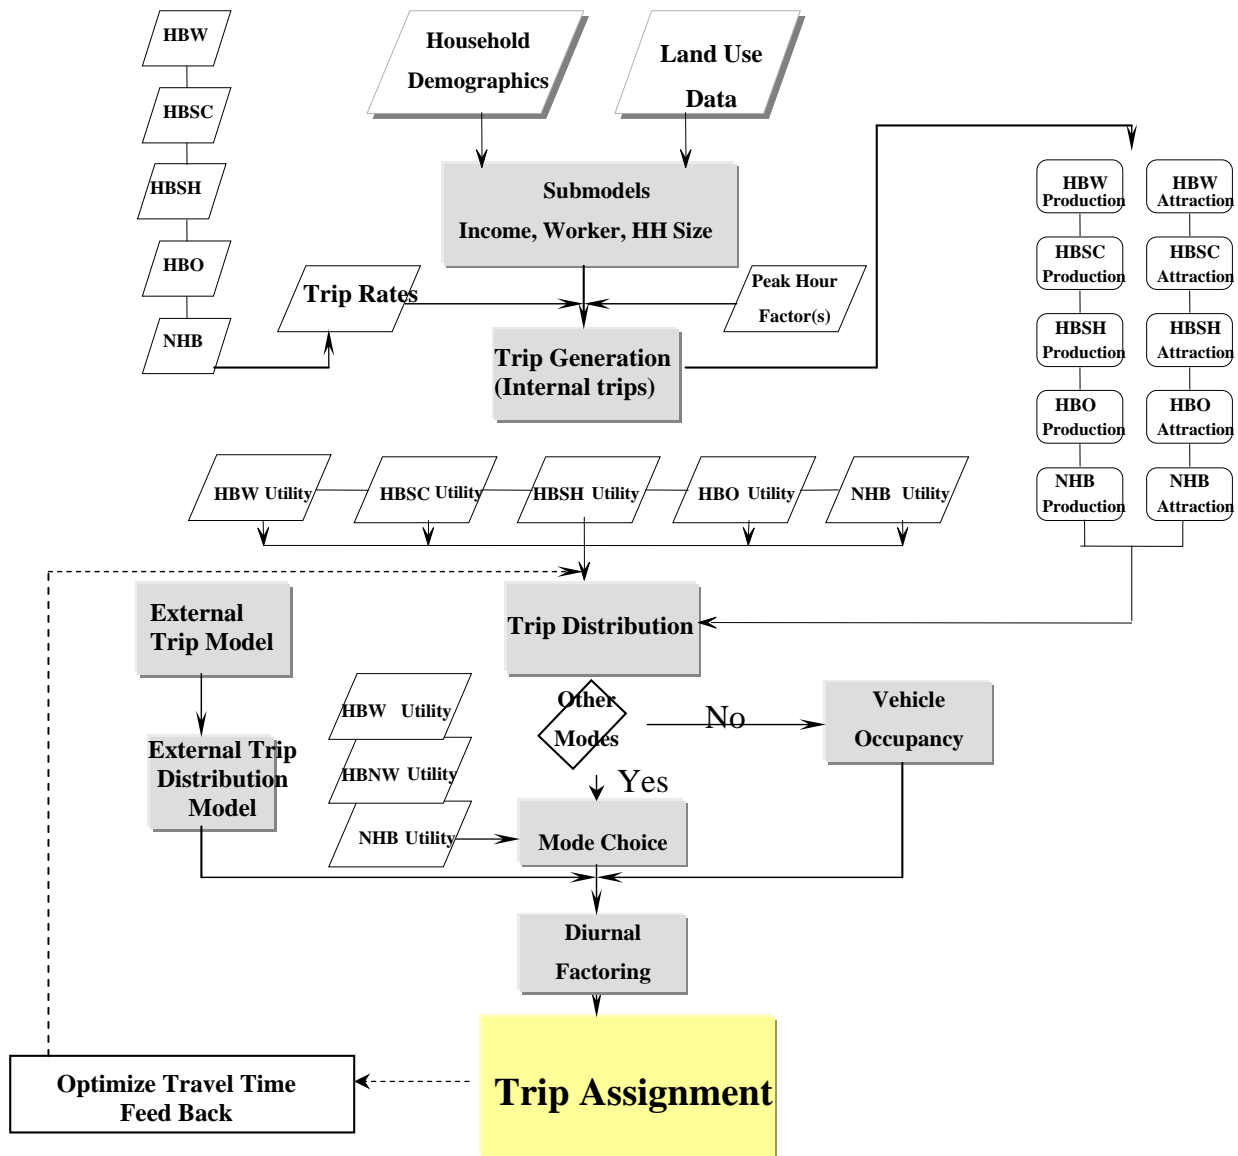 HBW
HBSC
HBSH
HBO
NHB
Household
Demographics
Land Use
Data
Submodels
Income, Worker, HH Size
Trip Rates
Peak Hour
Factor(s)
Trip Generation
(Internal trips)
HBW
Production
HBW
Attraction
HBSC
Production
HBSC
Attraction
HBSH
Production
HBSH
Attraction
HBO
Production
HBO
Attraction
NHB
Production
NHB
Attraction
HBW Utility
HBSC Utility
HBSH Utility
HBO Utility
NHB Utility
External
Trip Model
Trip Distribution
External Trip
Distribution
Model
HBW Utility
HBNW Utility
NHB Utility
Other
Modes
No
Yes
Vehicle
Occupancy
Mode Choice
Diurnal
Factoring
Trip Assignment
Optimize Travel Time
Feed Back